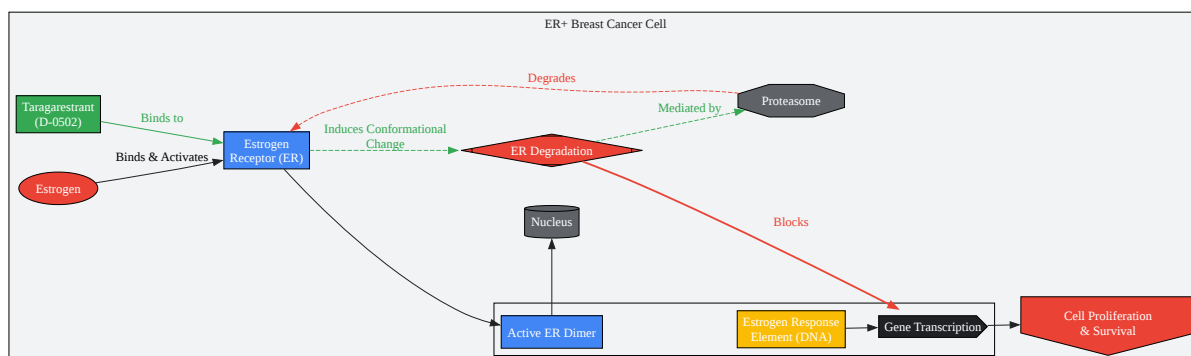 ER+ Breast Cancer Cell
Degrades
Taragarestrant
(D-0502)
Binds to
Proteasome
Mediated by
Induces Conformational
Change
Estrogen
Receptor (ER)
ER Degradation
Binds & Activates
Estrogen
Nucleus
Blocks
Active ER Dimer
Estrogen Response
Element (DNA)
Gene Transcription
Cell Proliferation
& Survival